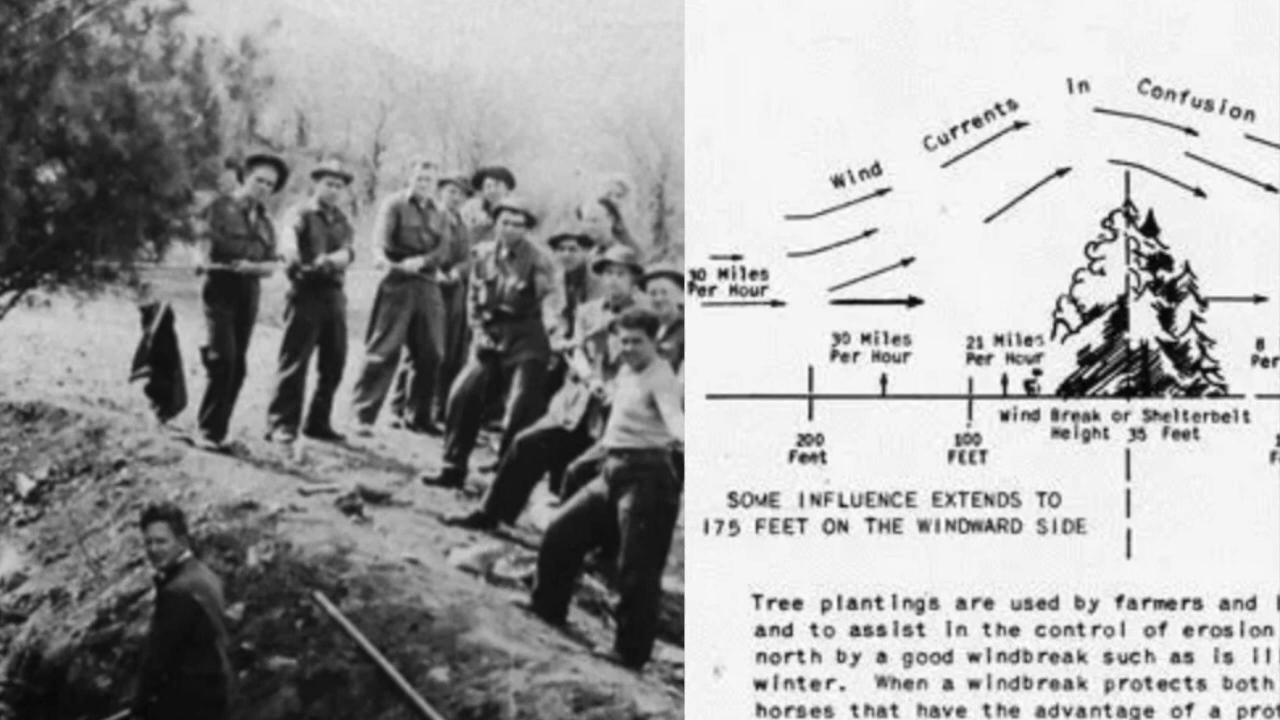 Wind Currents In Confusion
30 Miles
Per Hour
30 Miles
Per Hour
21 Miles
Per Hour
8
Per
Wind Break or Shelterbelt
Height 35 Feet
200
Feet
100
FEET
SOME INFLUENCE EXTENDS TO
175 FEET ON THE WINDWARD SIDE
Tree plantings are used by farmers and
and to assist in the control of erosion
north by a good windbreak such as is
winter. When a windbreak protects both
horses that have the advantage of a